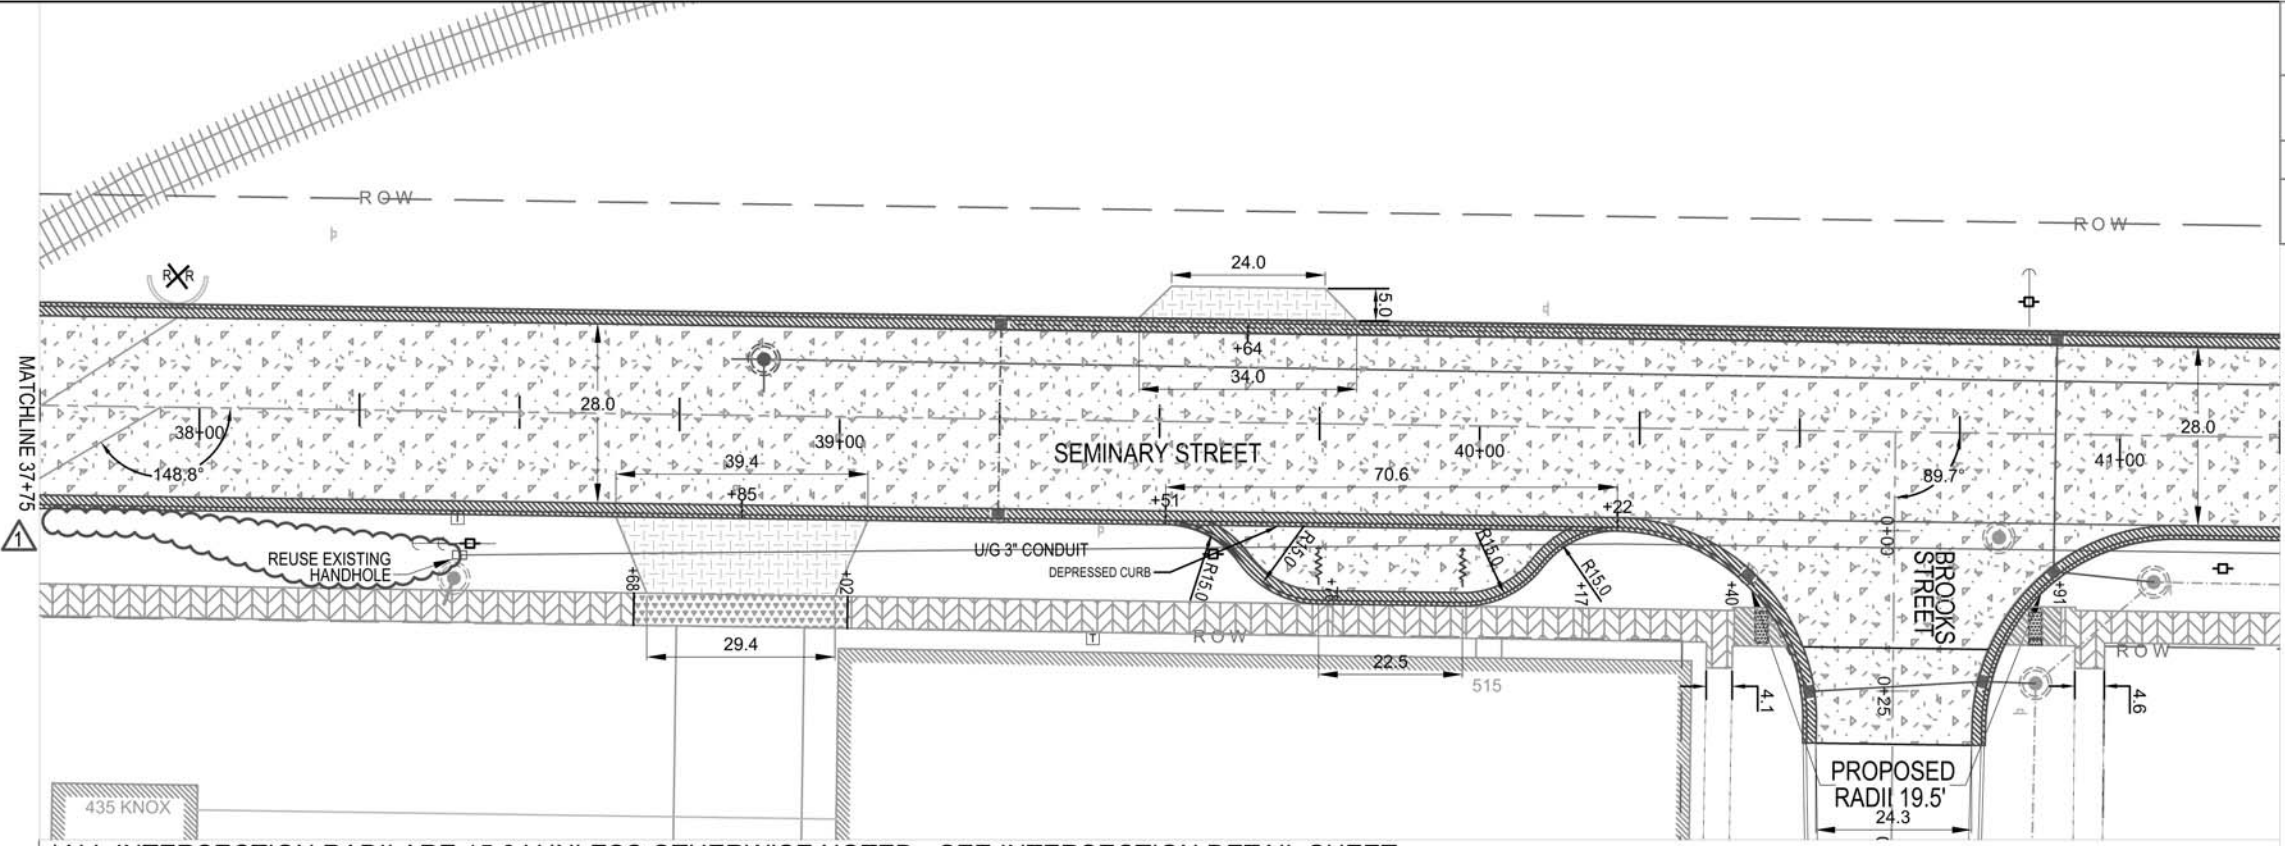 ROW
ROW
R R
24.0
5.0
+64
34.0
28.0
28.0
MATCHLINE 37+75
38+00
39+00
40+00
41+00
148.8°
SEMINARY STREET
39.4
+85
70.6
+51
+22
89.7°
0+00
BROOKS
STREET
1
REUSE EXISTING
HANDHOLE
U/G 3" CONDUIT
DEPRESSED CURB
R15.0
R15.0'
R15.0
R15.0
+17
+68
+02
+40
+91
T
ROW
ROW
29.4
22.5
515
4.1
4.6
0+25
PROPOSED
RADII 19.5'
24.3
435 KNOX